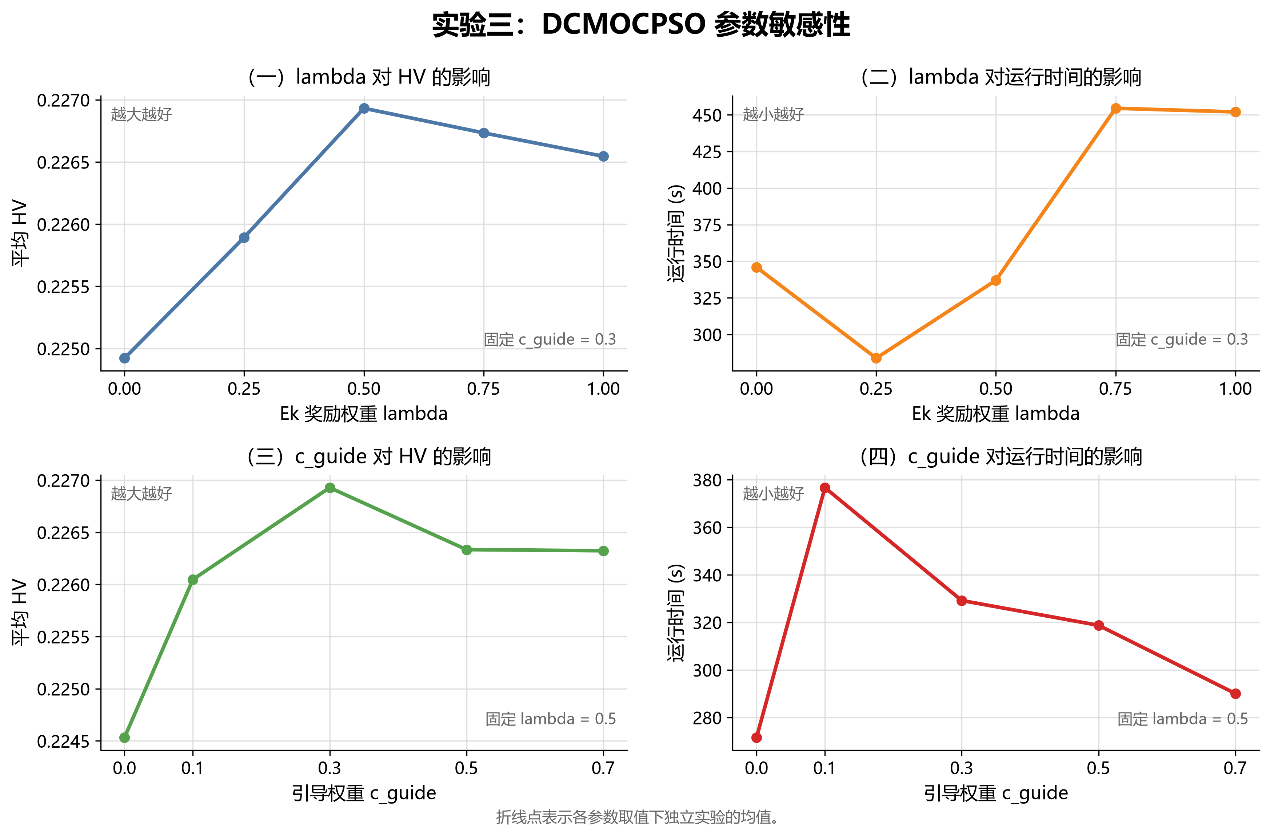 实验三：DCMOCPSO 参数敏感性
（一）lambda 对 HV 的影响
越大越好
平均 HV
0.2270
0.2265
0.2260
0.2255
0.2250
固定 c_guide = 0.3
0.00 0.25 0.50 0.75 1.00
Ek 奖励权重 lambda
（二）lambda 对运行时间的影响
越小越好
运行时间 (s)
450
425
400
375
350
325
300
固定 c_guide = 0.3
0.00 0.25 0.50 0.75 1.00
Ek 奖励权重 lambda
（三）c_guide 对 HV 的影响
越大越好
平均 HV
0.2270
0.2265
0.2260
0.2255
0.2250
0.2245
固定 lambda = 0.5
0.0 0.1 0.3 0.5 0.7
引导权重 c_guide
（四）c_guide 对运行时间的影响
越小越好
运行时间 (s)
380
360
340
320
300
280
固定 lambda = 0.5
0.0 0.1 0.3 0.5 0.7
引导权重 c_guide
折线点表示各参数取值下独立实验的均值。